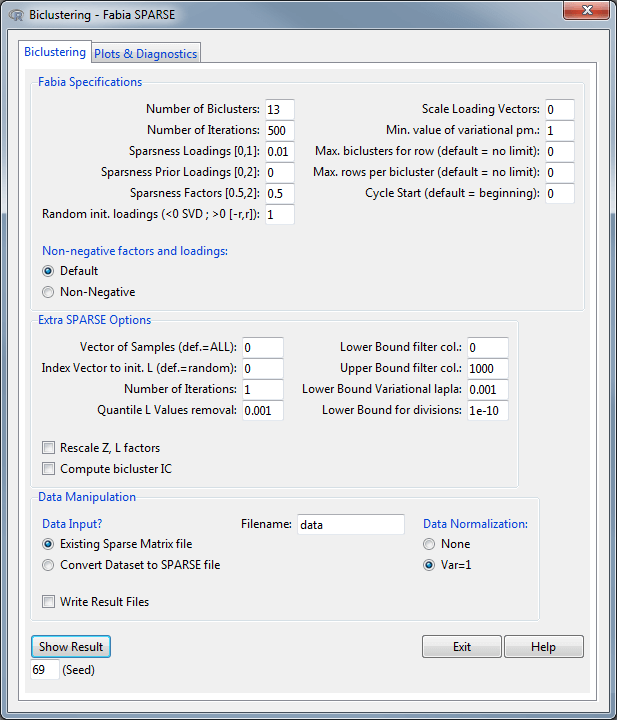 Biclustering - Fabia SPARSE
Biclustering Plots & Diagnostics
Fabia Specifications
Number of Biclusters: 13 Scale Loading Vectors: 0
Number of Iterations: 500 Min. value of variational pm.: 1
Sparsness Loadings [0,1]: 0.01 Max. biclusters for row (default = no limit): 0
Sparsness Prior Loadings [0,2]: 0 Max. rows per bicluster (default = no limit): 0
Sparsness Factors [0.5,2]: 0.5 Cycle Start (default = beginning): 0
Random init. loadings (<0 SVD ; >0 [-r,r]): 1
Non-negative factors and loadings:
Default
Non-Negative
Extra SPARSE Options
Vector of Samples (def.=ALL): 0 Lower Bound filter col.: 0
Index Vector to init. L (def.=random): 0 Upper Bound filter col.: 1000
Number of Iterations: 1 Lower Bound Variational lapla: 0.001
Quantile L Values removal: 0.001 Lower Bound for divisions: 1e-10
Rescale Z, L factors
Compute bicluster IC
Data Manipulation
Data Input? Filename: data Data Normalization:
Existing Sparse Matrix file None
Convert Dataset to SPARSE file Var=1
Write Result Files
Show Result Exit Help
69 (Seed)